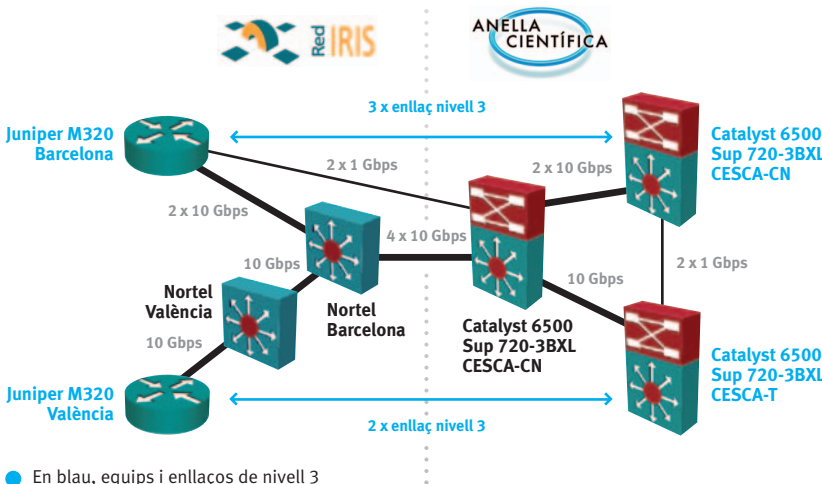 Red IRIS
ANELLA
CIENTÍFICA
3 x enllaç nivell 3
Juniper M320
Barcelona
Catalyst 6500
Sup 720-3BXL
CESCA-CN
2 x 1 Gbps
2 x 10 Gbps
2 x 10 Gbps
4 x 10 Gbps
10 Gbps
10 Gbps
2 x 1 Gbps
Nortel
València
Nortel
Barcelona
Catalyst 6500
Sup 720-3BXL
CESCA-CN
10 Gbps
Juniper M320
València
Catalyst 6500
Sup 720-3BXL
CESCA-T
2 x enllaç nivell 3
En blau, equips i enllaços de nivell 3